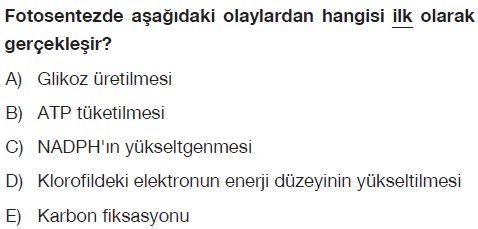 Fotosentezde aşağıdaki olaylardan hangisi ilk olarak
gerçekleşir?
A) Glikoz üretilmesi
B) ATP tüketilmesi
C) NADPH'ın yükseltgenmesi
D) Klorofildeki elektronun enerji düzeyinin yükseltilmesi
E) Karbon fiksasyonu